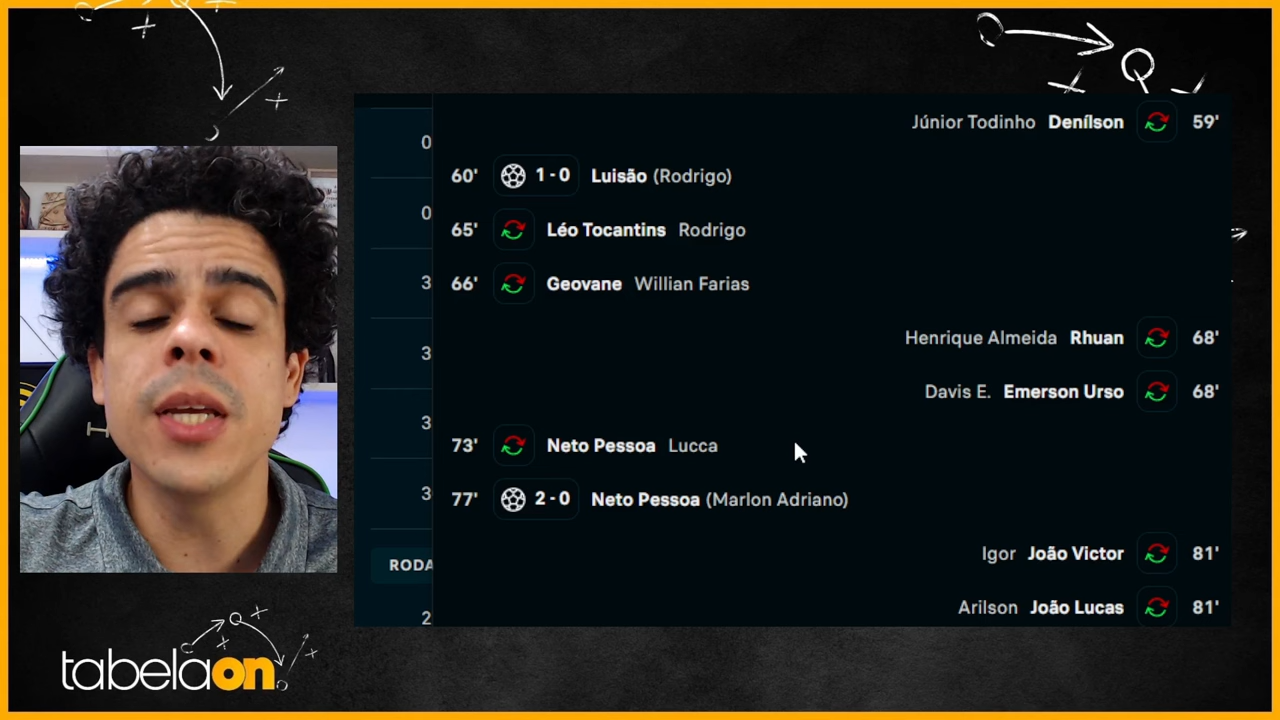 Júnior Todinho Denílson 59'
0
60' 1 - 0 Luisão (Rodrigo)
0
65' Léo Tocantins Rodrigo
3
66' Geovane Willian Farias
Henrique Almeida Rhuan 68'
3
Davis E. Emerson Urso 68'
3
73' Neto Pessoa Lucca
3
77' 2 - 0 Neto Pessoa (Marlon Adriano)
Igor João Victor 81'
RODA
Arilson João Lucas 81'
2
tabelaon